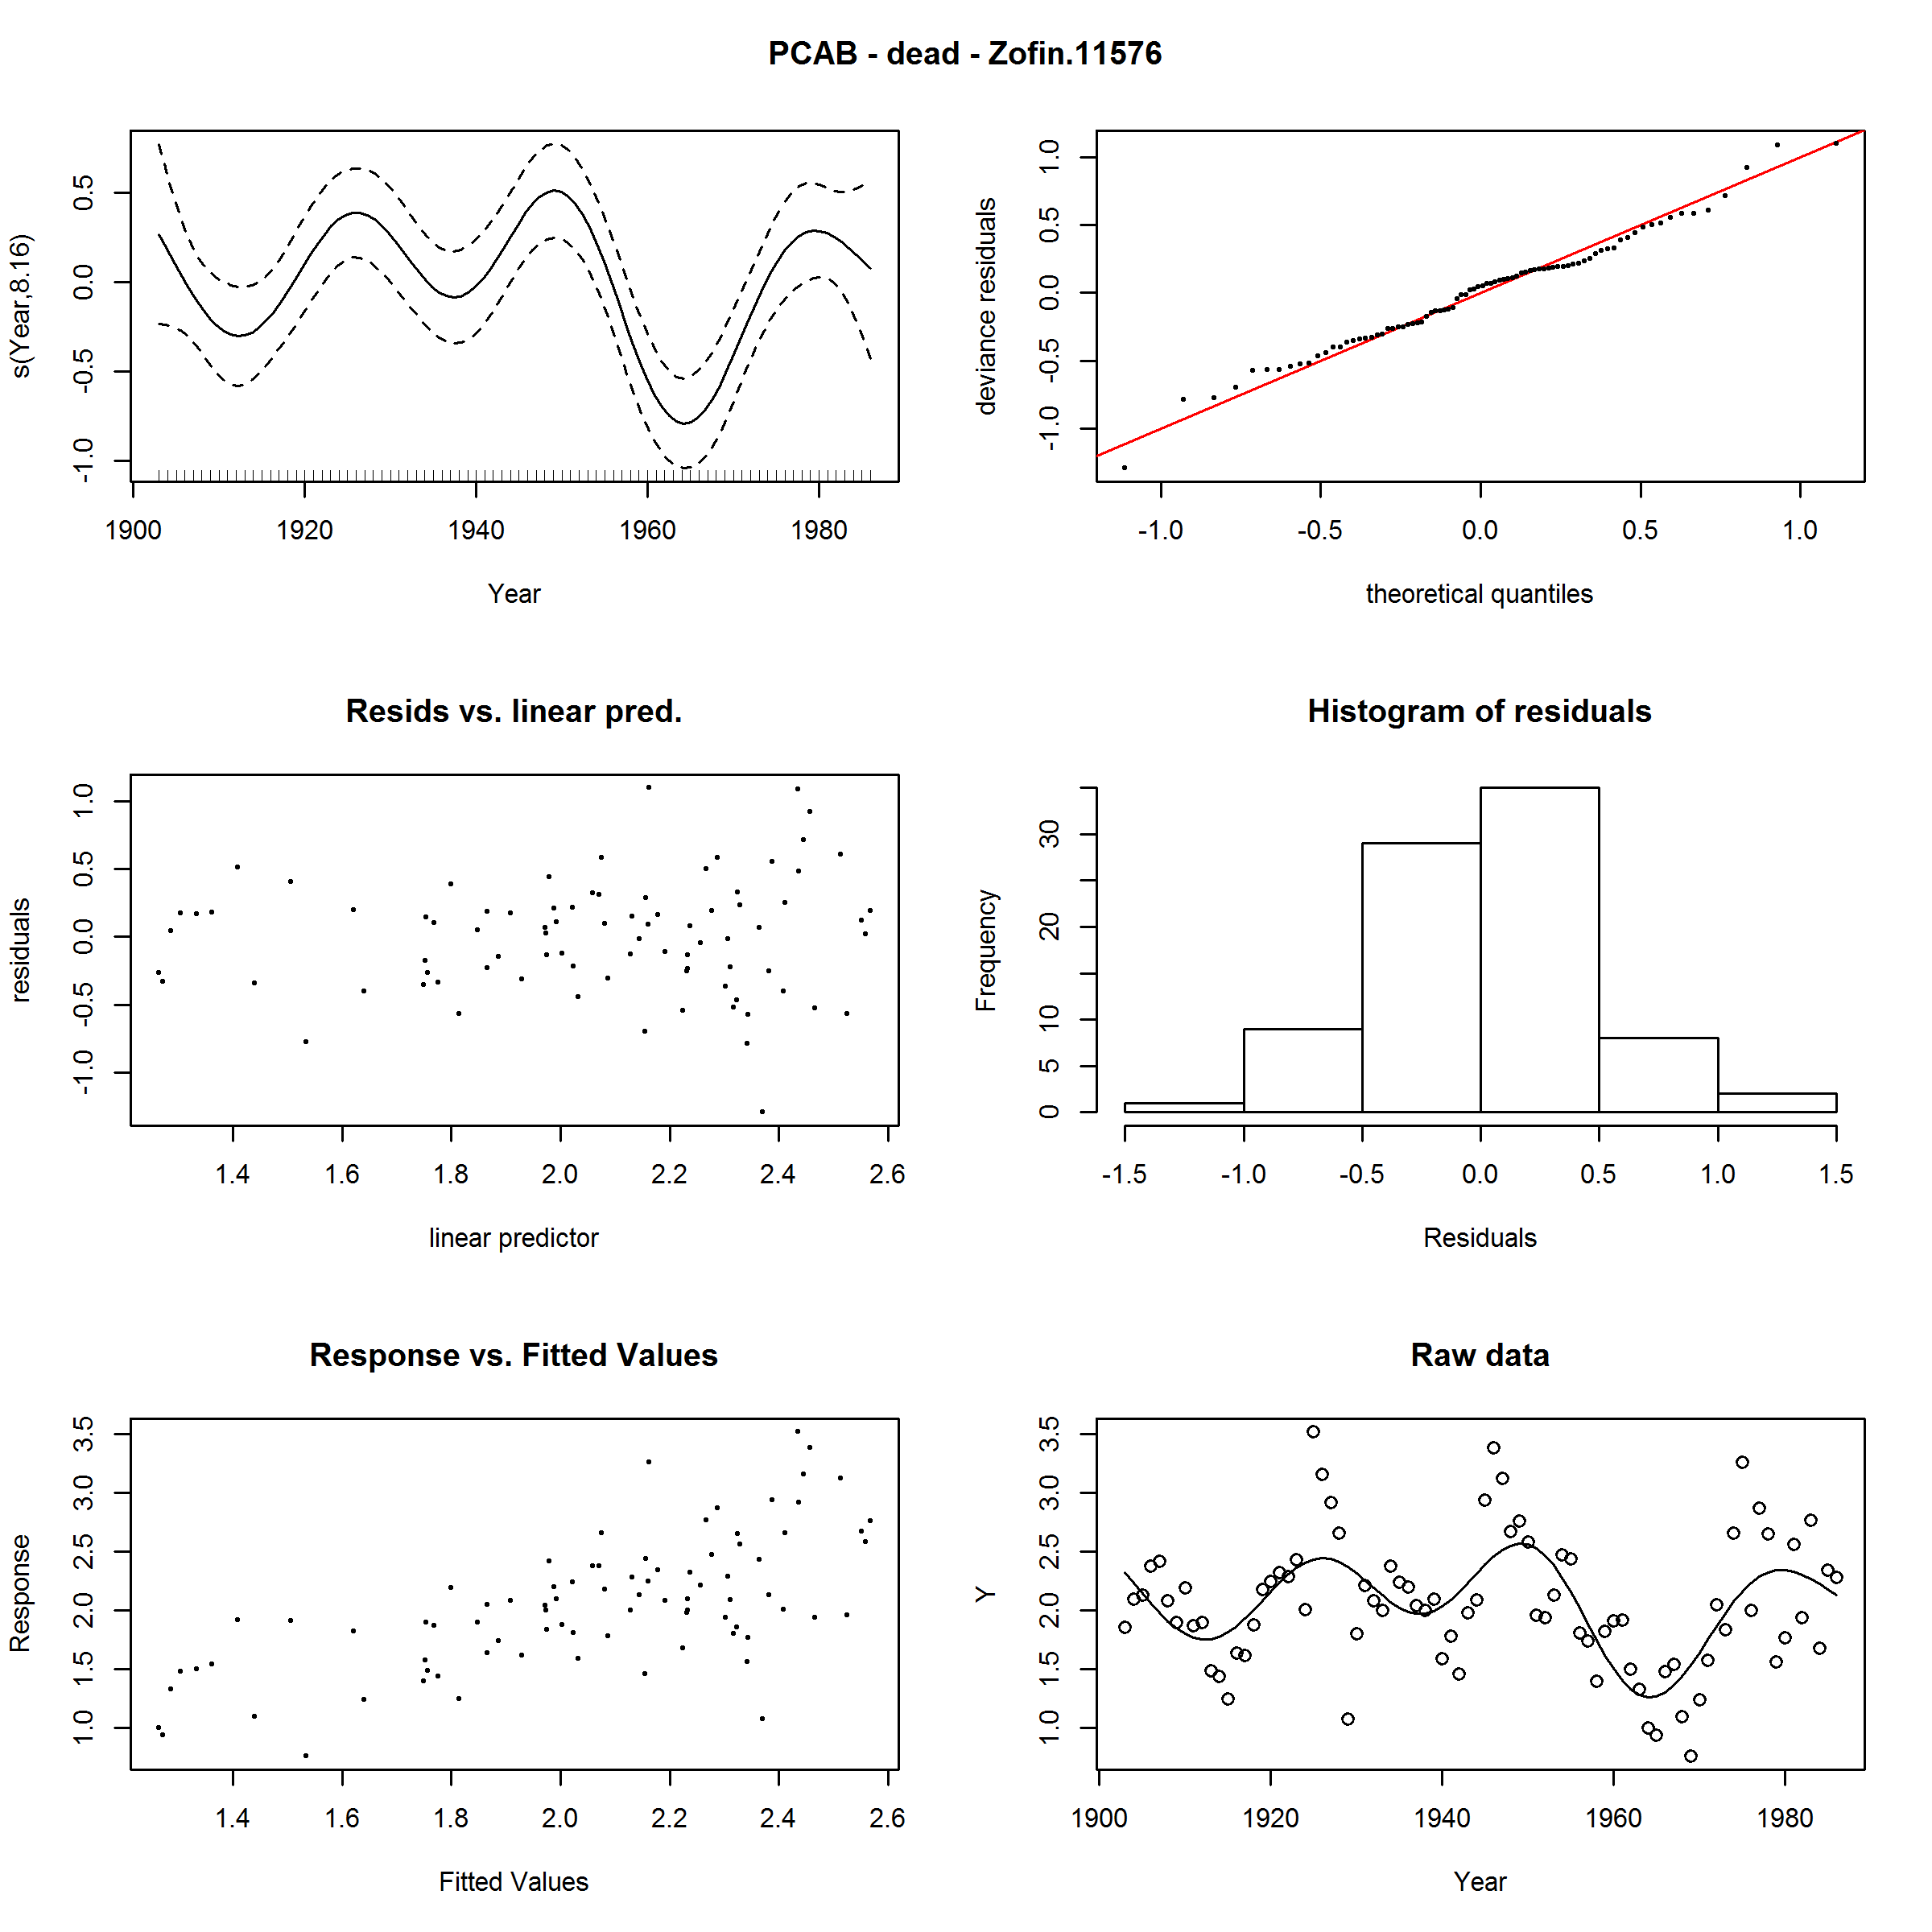 PCAB - dead - Zofin.11576
s(Year,8.16)
0.5
0.0
-0.5
-1.0
1900 1920 1940 1960 1980
Year
deviance residuals
1.0
0.5
0.0
-0.5
-1.0
-1.0 -0.5 0.0 0.5 1.0
theoretical quantiles
Resids vs. linear pred.
residuals
1.0
0.5
0.0
-0.5
-1.0
1.4 1.6 1.8 2.0 2.2 2.4 2.6
linear predictor
Histogram of residuals
Frequency
30
20
10
5
0
-1.5 -1.0 -0.5 0.0 0.5 1.0 1.5
Residuals
Response vs. Fitted Values
Response
3.5
3.0
2.5
2.0
1.5
1.0
1.4 1.6 1.8 2.0 2.2 2.4 2.6
Fitted Values
Raw data
Y
3.5
3.0
2.5
2.0
1.5
1.0
1900 1920 1940 1960 1980
Year